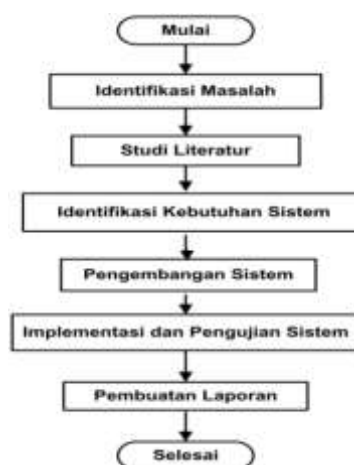 Mulai
Identifikasi Masalah
Studi Literatur
Identifikasi Kebutuhan Sistem
Pengembangan Sistem
Implementasi dan Pengujian Sistem
Pembuatan Laporan
Selesai